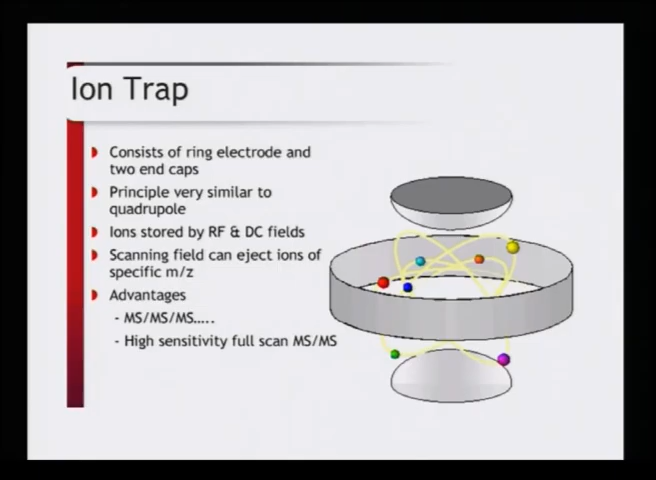 Ion Trap
Consists of ring electrode and
two end caps
Principle very similar to
quadrupole
Ions stored by RF & DC fields
Scanning field can eject ions of
specific m/z
Advantages
- MS/MS/MS…..
- High sensitivity full scan MS/MS